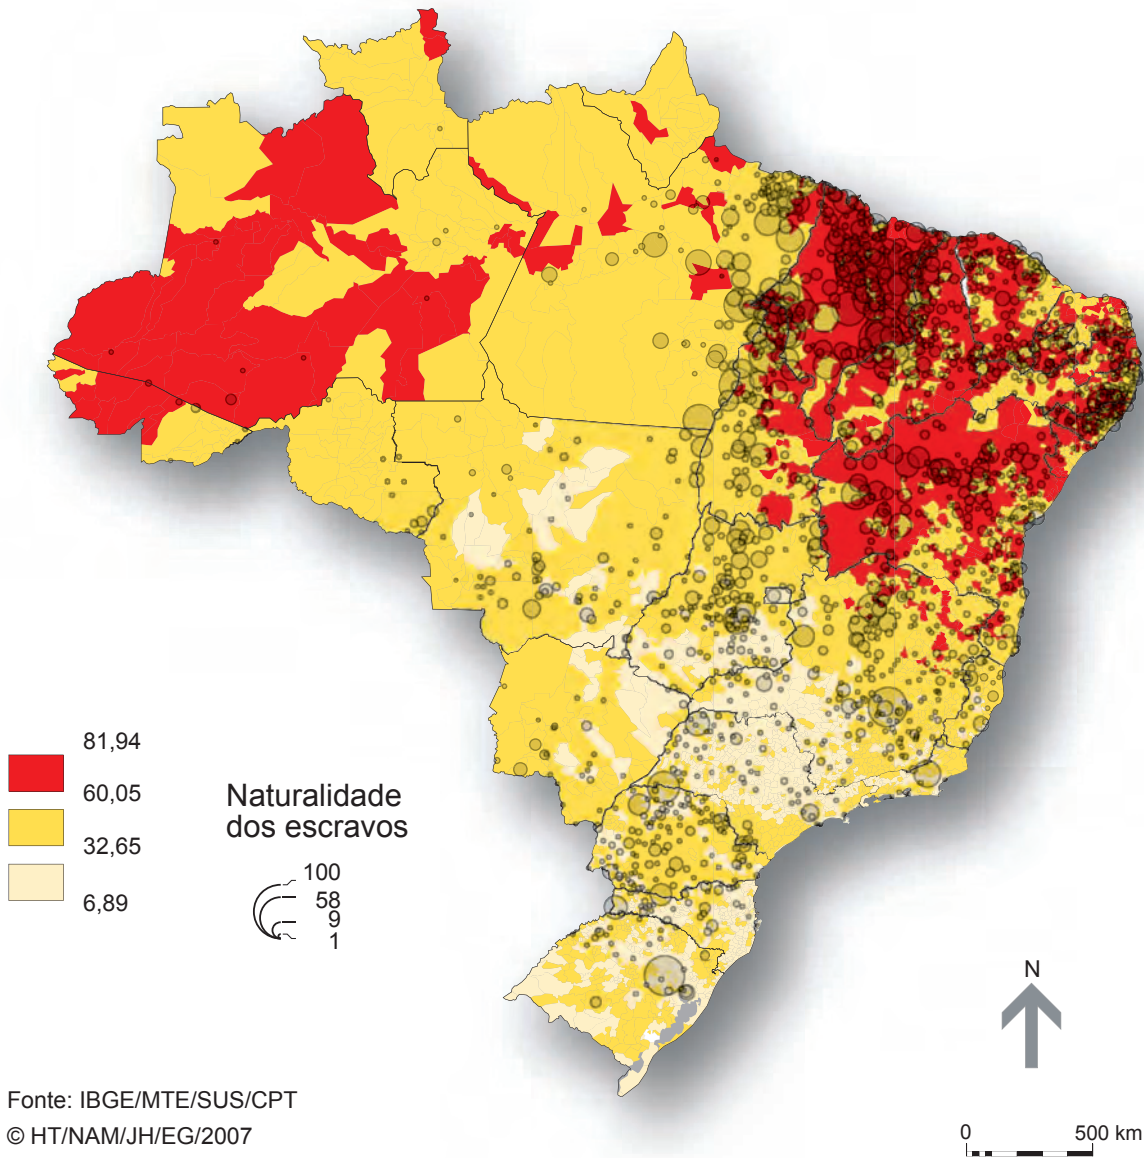 81,94
60,05
32,65
6,89
Naturalidade
dos escravos
100
58
9
1
N
Fonte: IBGE/MTE/SUS/CPT
© HT/NAM/JH/EG/2007
0 500 km